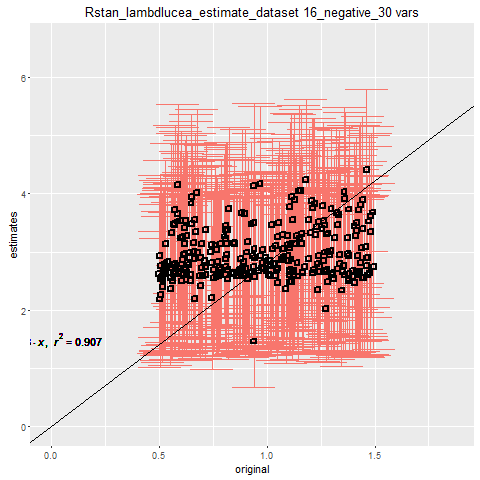 Rstan_lambdlucea_estimate_dataset 16_negative_30 vars
6
4
2
0
estimates
· x, r² = 0.907
0.0 0.5 1.0 1.5
original